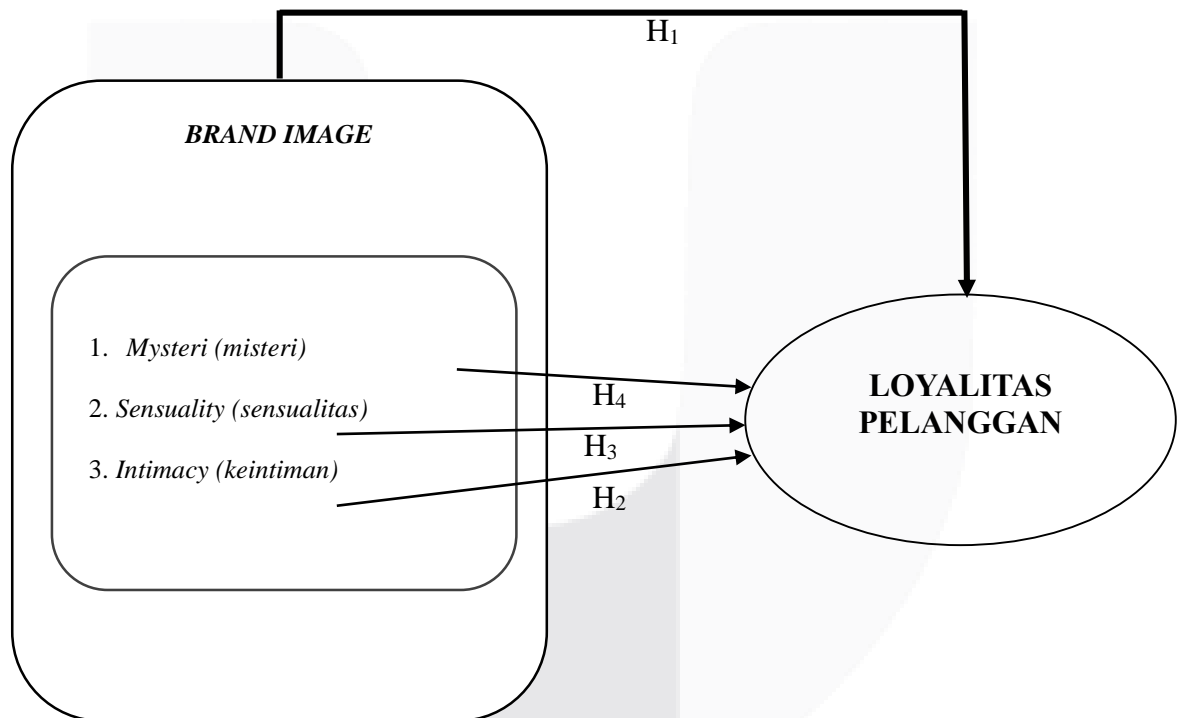 H₁
BRAND IMAGE
1. Mysteri (misteri)
H₄
2. Sensuality (sensualitas)
H₃
3. Intimacy (keintiman)
H₂
LOYALITAS
PELANGGAN